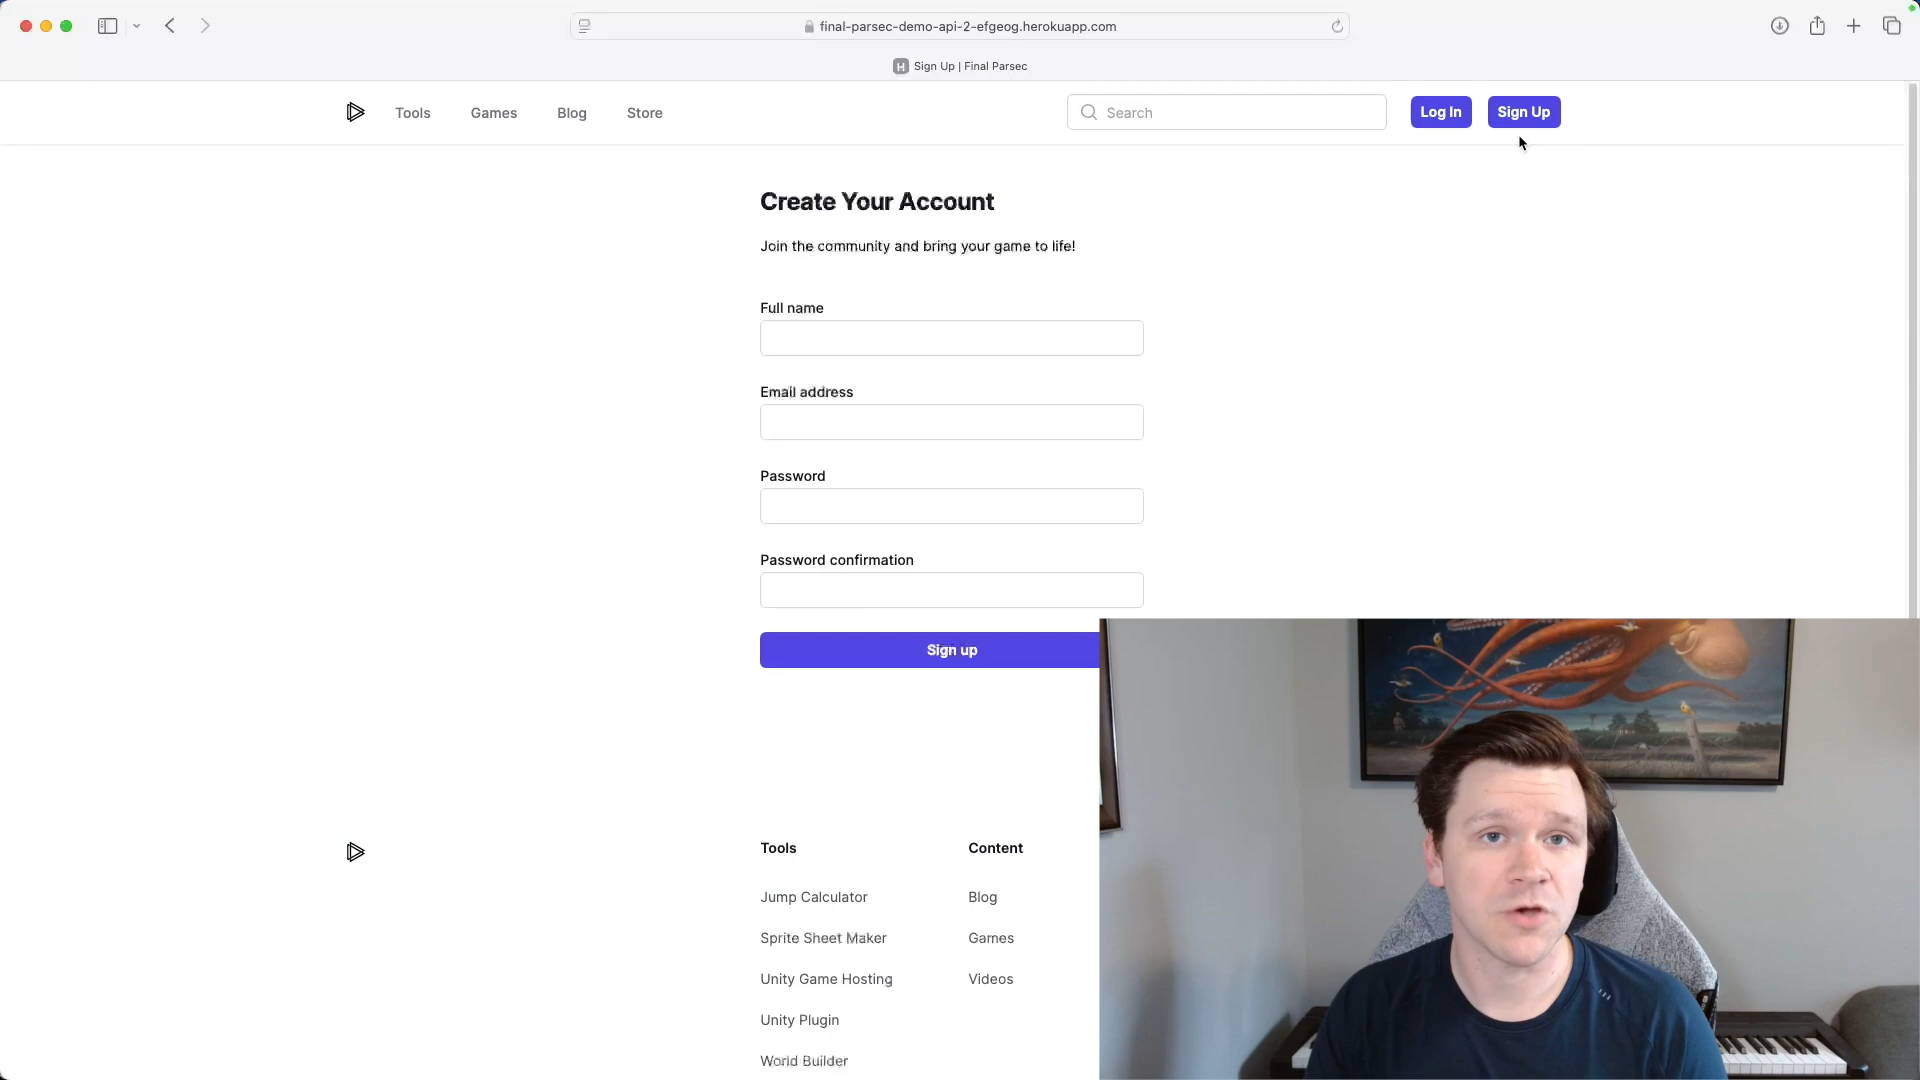 final-parsec-demo-api-2-efgeog.herokuapp.com
H Sign Up | Final Parsec
Tools Games Blog Store Search Log In Sign Up
Create Your Account
Join the community and bring your game to life!
Full name
Email address
Password
Password confirmation
Sign up
Tools Content
Jump Calculator Blog
Sprite Sheet Maker Games
Unity Game Hosting Videos
Unity Plugin
World Builder